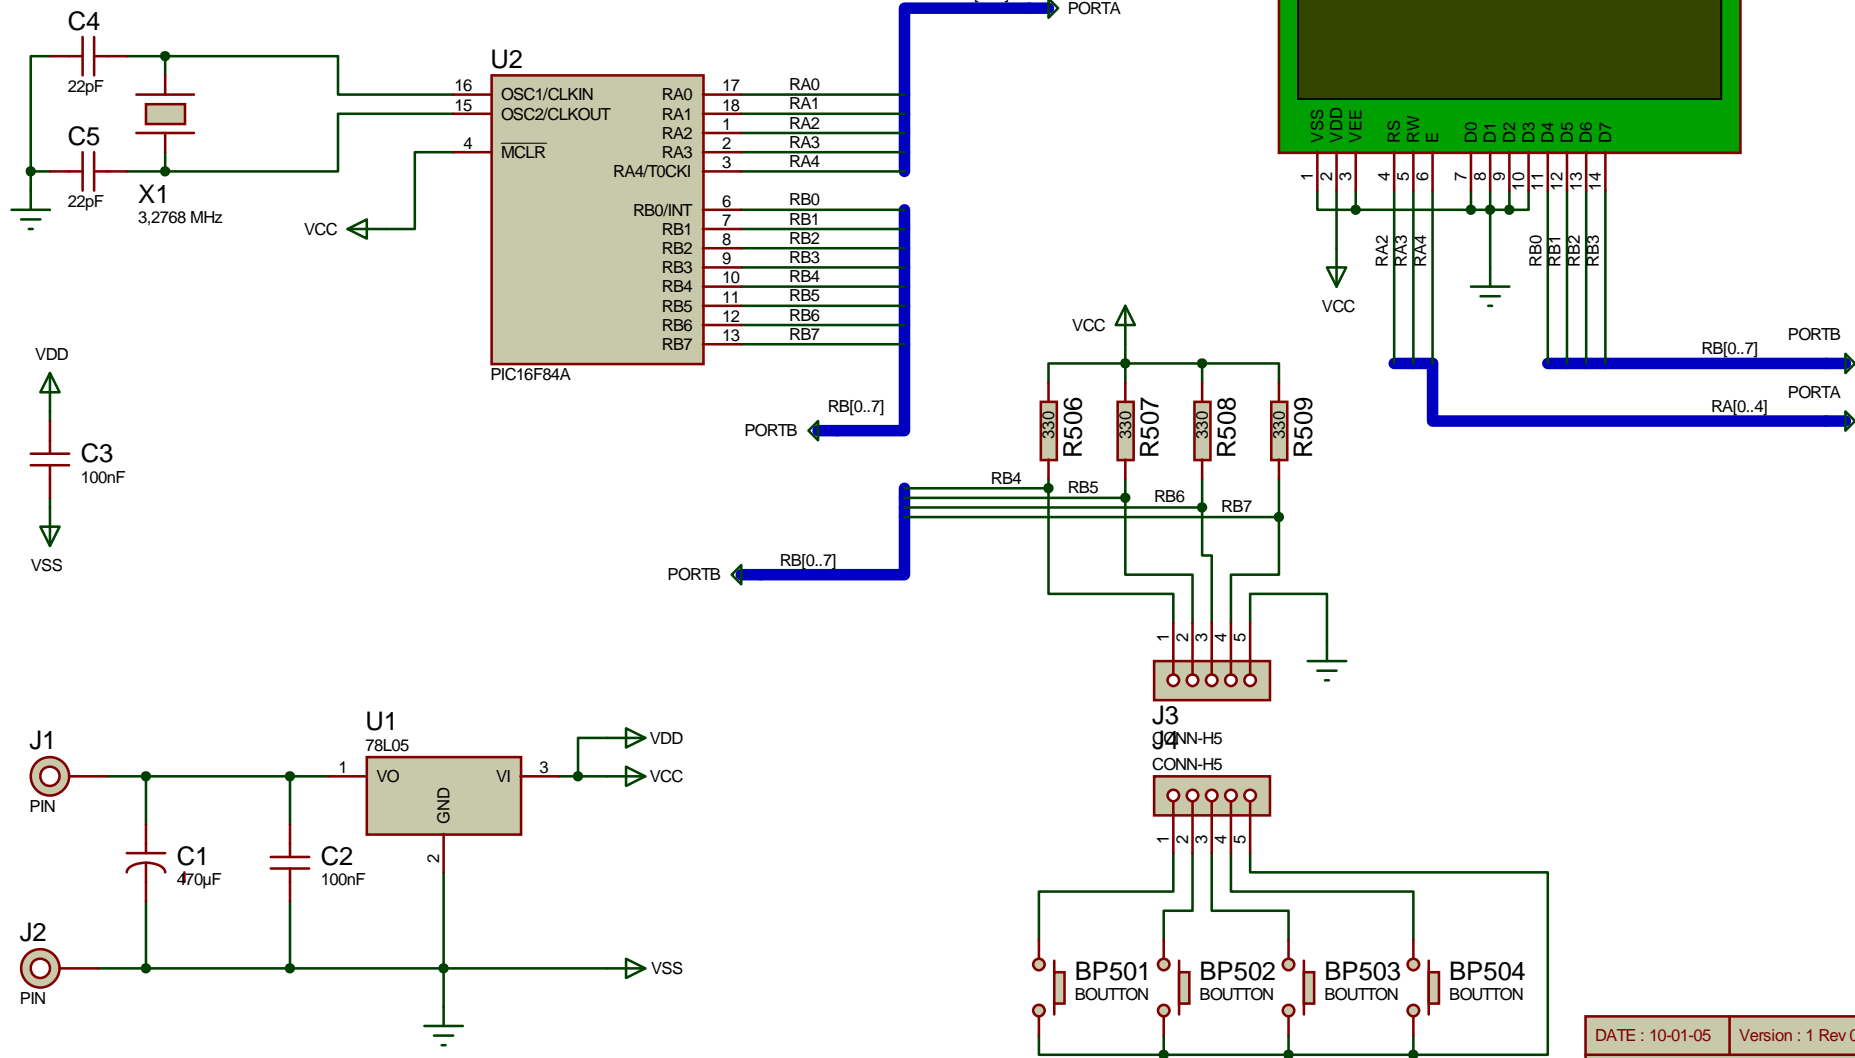 C4
22pF
C5
22pF
X1
3,2768 MHz
VCC
U2
16
15
4
OSC1/CLKIN
OSC2/CLKOUT
MCLR
RA0
RA1
RA2
RA3
RA4/T0CKI
RB0/INT
RB1
RB2
RB3
RB4
RB5
RB6
RB7
17
18
1
2
3
6
7
8
9
10
11
12
13
RA0
RA1
RA2
RA3
RA4
RB0
RB1
RB2
RB3
RB4
RB5
RB6
RB7
PIC16F84A
PORTA
RB[0..7]
PORTB
VSS
VDD
VEE
RS
RW
E
D0
D1
D2
D3
D4
D5
D6
D7
1
2
3
4
5
6
7
8
9
10
11
12
13
14
RA2
RA3
RA4
RB0
RB1
RB2
RB3
VCC
RB[0..7]
PORTB
RA[0..4]
PORTA
VDD
C3
100nF
VSS
VCC
330
R506
330
R507
330
R508
330
R509
RB4
RB5
RB6
RB7
RB[0..7]
PORTB
1
2
3
4
5
J3
CONN-H5
J4
CONN-H5
1
2
3
4
5
BP501
BOUTTON
BP502
BOUTTON
BP503
BOUTTON
BP504
BOUTTON
J1
PIN
J2
PIN
C1
470µF
C2
100nF
U1
78L05
1
VO
VI
3
GND
2
VDD
VCC
VSS
DATE : 10-01-05
Version : 1 Rev 0